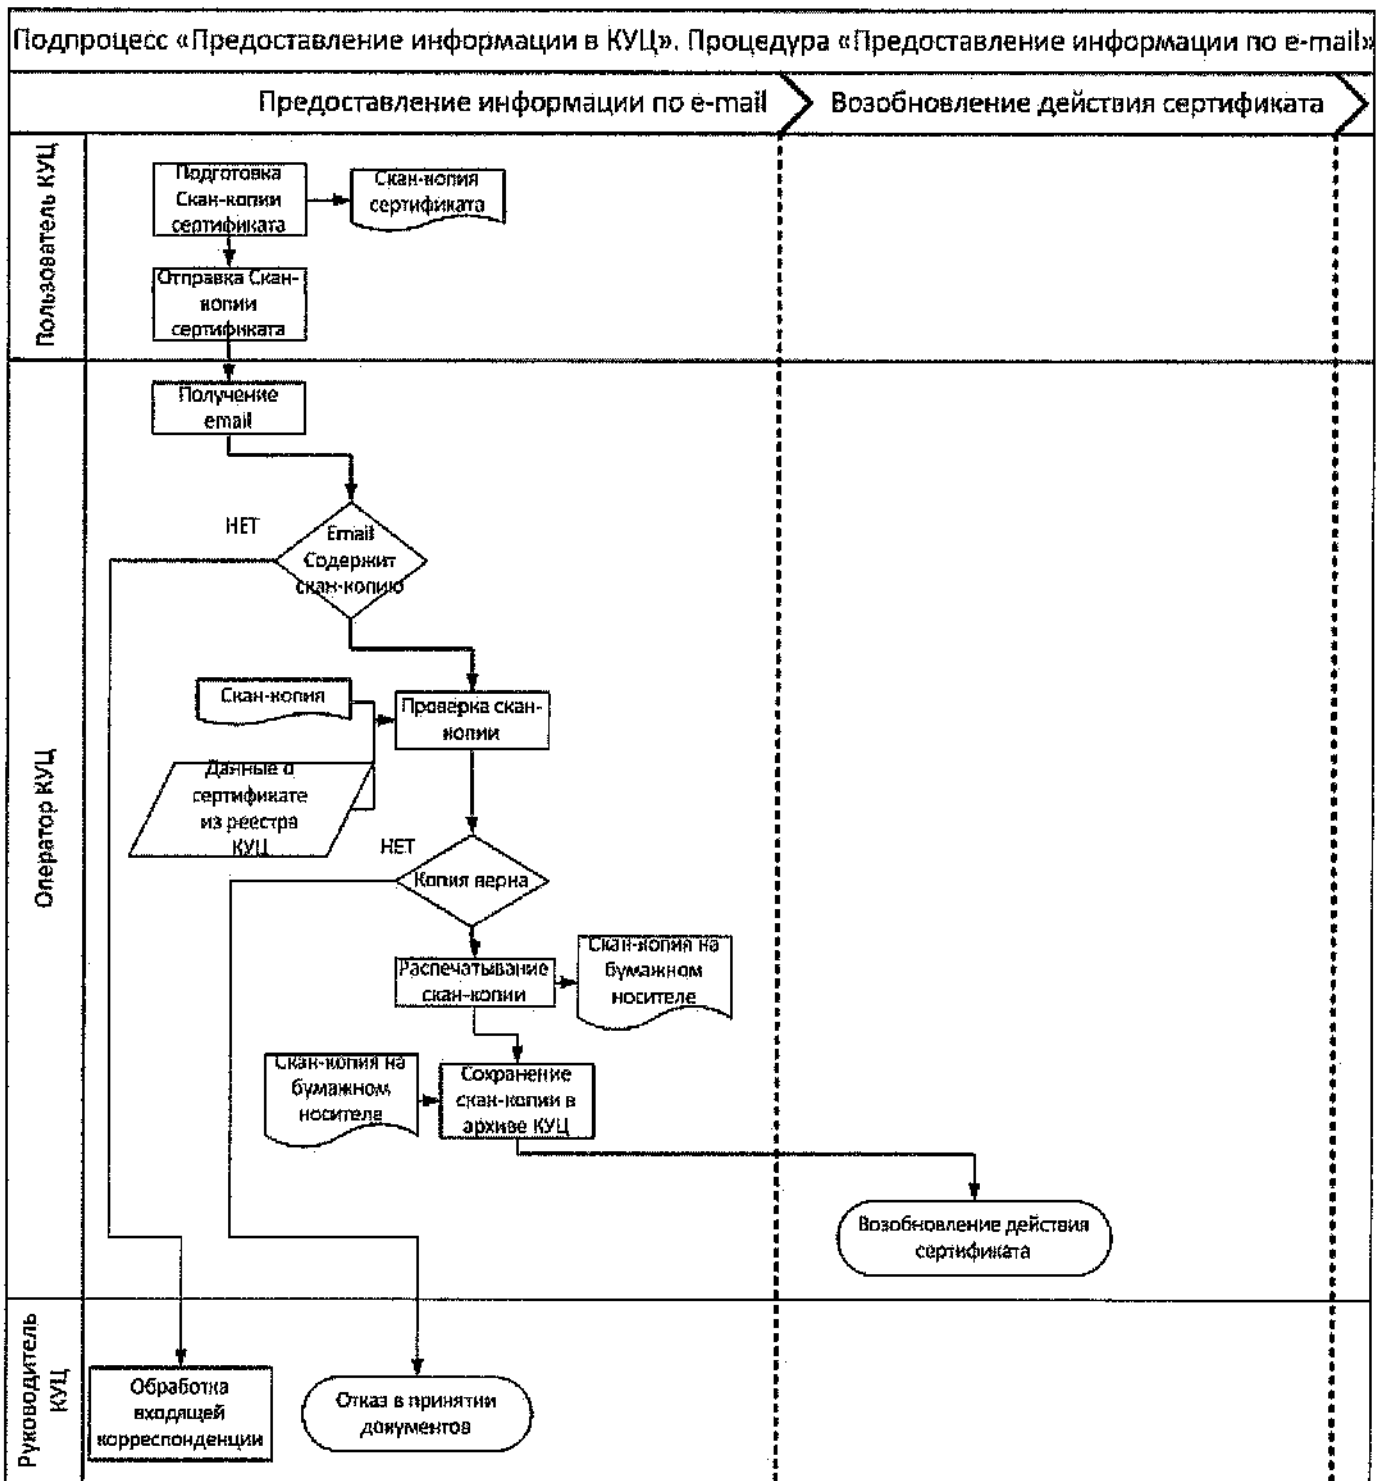 Подпроцесс «Предоставление информации в КУЦ». Процедура «Предоставление информации по e-mail»
Предоставление информации по e-mail
Возобновление действия сертификата
Пользователь КУЦ
Подготовка
Скан-копии
сертификата
Скан-копия
сертификата
Отправка Скан-
копии
сертификата
Оператор КУЦ
Получение
email
НЕТ
Email
Содержит
скан-копию
Скан-копия
Проверка скан-
копии
Данные о
сертификате
из реестра
КУЦ
НЕТ
Копия верна
Распечатывание
скан-копии
Скан-копия на
бумажном
носителе
Скан-копия на
бумажном
носителе
Сохранение
скан-копии в
архиве КУЦ
Возобновление действия
сертификата
Руководитель
КУЦ
Обработка
входящей
корреспонденции
Отказ в принятии
документов